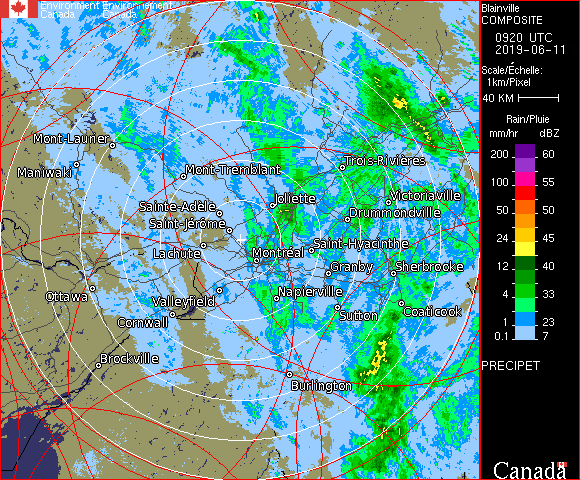 Environment Environnement
Canada Canada
Blainville
COMPOSITE
0920 UTC
2019-06-11
Scale/Échelle:
1km/Pixel
40 KM
Rain/Pluie
mm/hr dBZ
200 60
100 55
50 50
24 45
12 40
4 33
1 23
0.1 7
PRECIPET
Canada
Mont-Laurier
Maniwaki
Mont-Tremblant
Trois-Rivières
Joliette
Victoriaville
Sainte-Adèle
Drummondville
Saint-Jérôme
Lachute
Saint-Hyacinthe
Montréal
Granby
Sherbrooke
Ottawa
Valleyfield
Napierville
Cornwall
Sutton
Coaticook
Brockville
Burlington